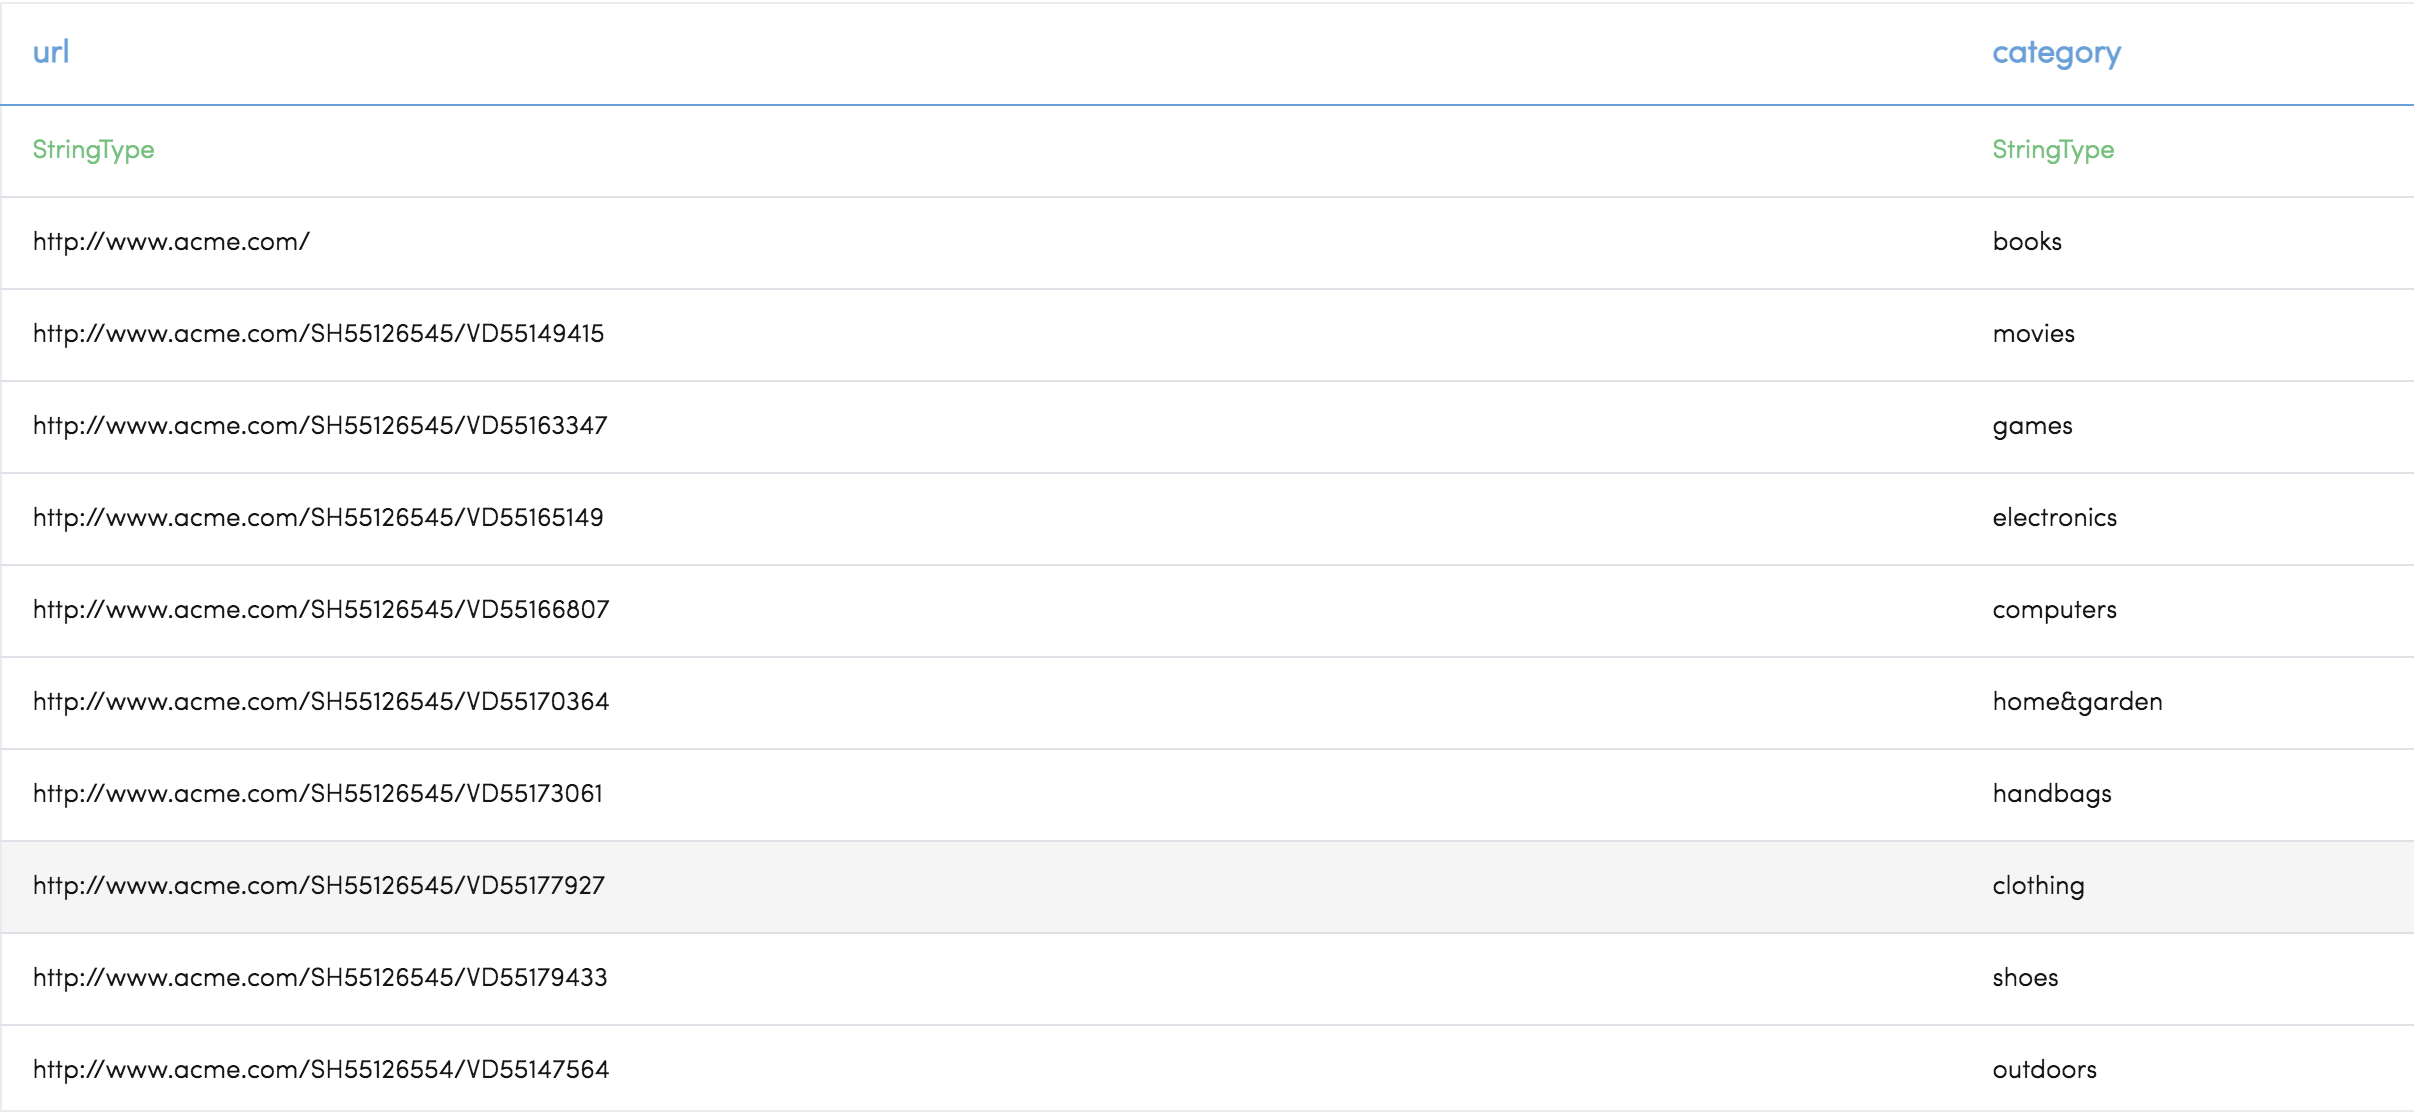 url category
StringType StringType
http://www.acme.com/ books
http://www.acme.com/SH55126545/VD55149415 movies
http://www.acme.com/SH55126545/VD55163347 games
http://www.acme.com/SH55126545/VD55165149 electronics
http://www.acme.com/SH55126545/VD55166807 computers
http://www.acme.com/SH55126545/VD55170364 home&garden
http://www.acme.com/SH55126545/VD55173061 handbags
http://www.acme.com/SH55126545/VD55177927 clothing
http://www.acme.com/SH55126545/VD55179433 shoes
http://www.acme.com/SH55126554/VD55147564 outdoors